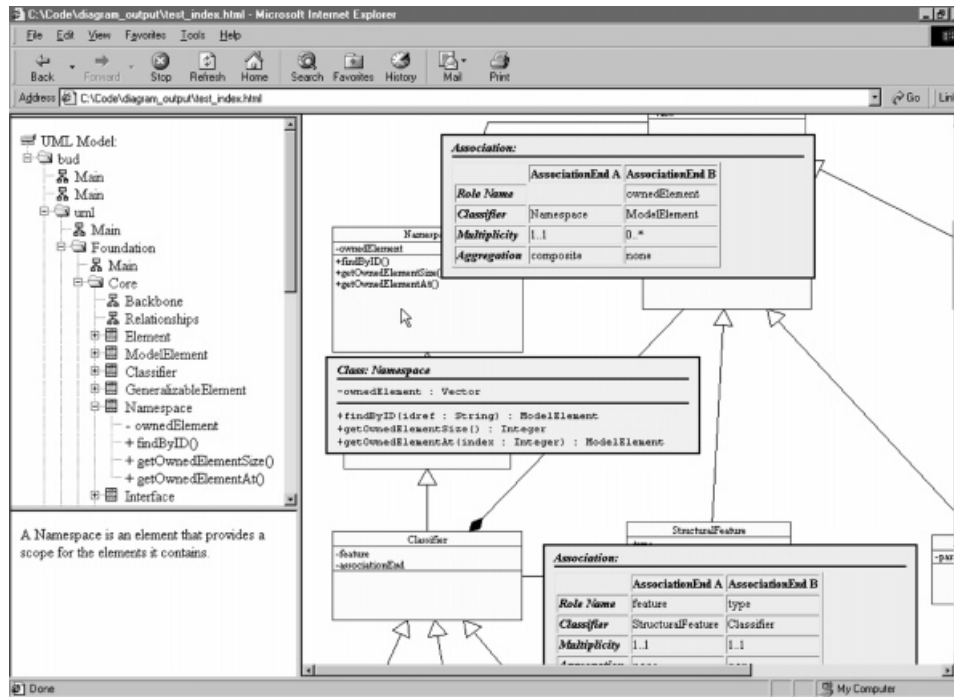 C:\Code\diagram_output\test_index.html - Microsoft Internet Explorer
File Edit View Favorites Tools Help
Back Forward Stop Refresh Home Search Favorites History Mail Print
Address C:\Code\diagram_output\test_index.html Go
UML Model:
bud
Main
Main
uml
Main
Foundation
Main
Core
Backbone
Relationships
Element
ModelElement
Classifier
GeneralizableElement
Namespace
- ownedElement
+ findByID()
+ getOwnedElementSize()
+ getOwnedElementAt()
Interface
A Namespace is an element that provides a
scope for the elements it contains.
-ownedElement
+findByID()
+getOwnedElementSize()
+getOwnedElementAt()
Association:
AssociationEnd A AssociationEnd B
Role Name ownedElement
Classifier Namespace ModelElement
Multiplicity 1..1 0..*
Aggregation composite none
Class: Namespace
-ownedElement : Vector
+findByID(idref : String) : ModelElement
+getOwnedElementSize() : Integer
+getOwnedElementAt(index : Integer) : ModelElement
Classifier
-feature
-associationEnd
StructuralFeature
Association:
AssociationEnd A AssociationEnd B
Role Name feature type
Classifier StructuralFeature Classifier
Multiplicity 1..1 1..1
Done
My Computer